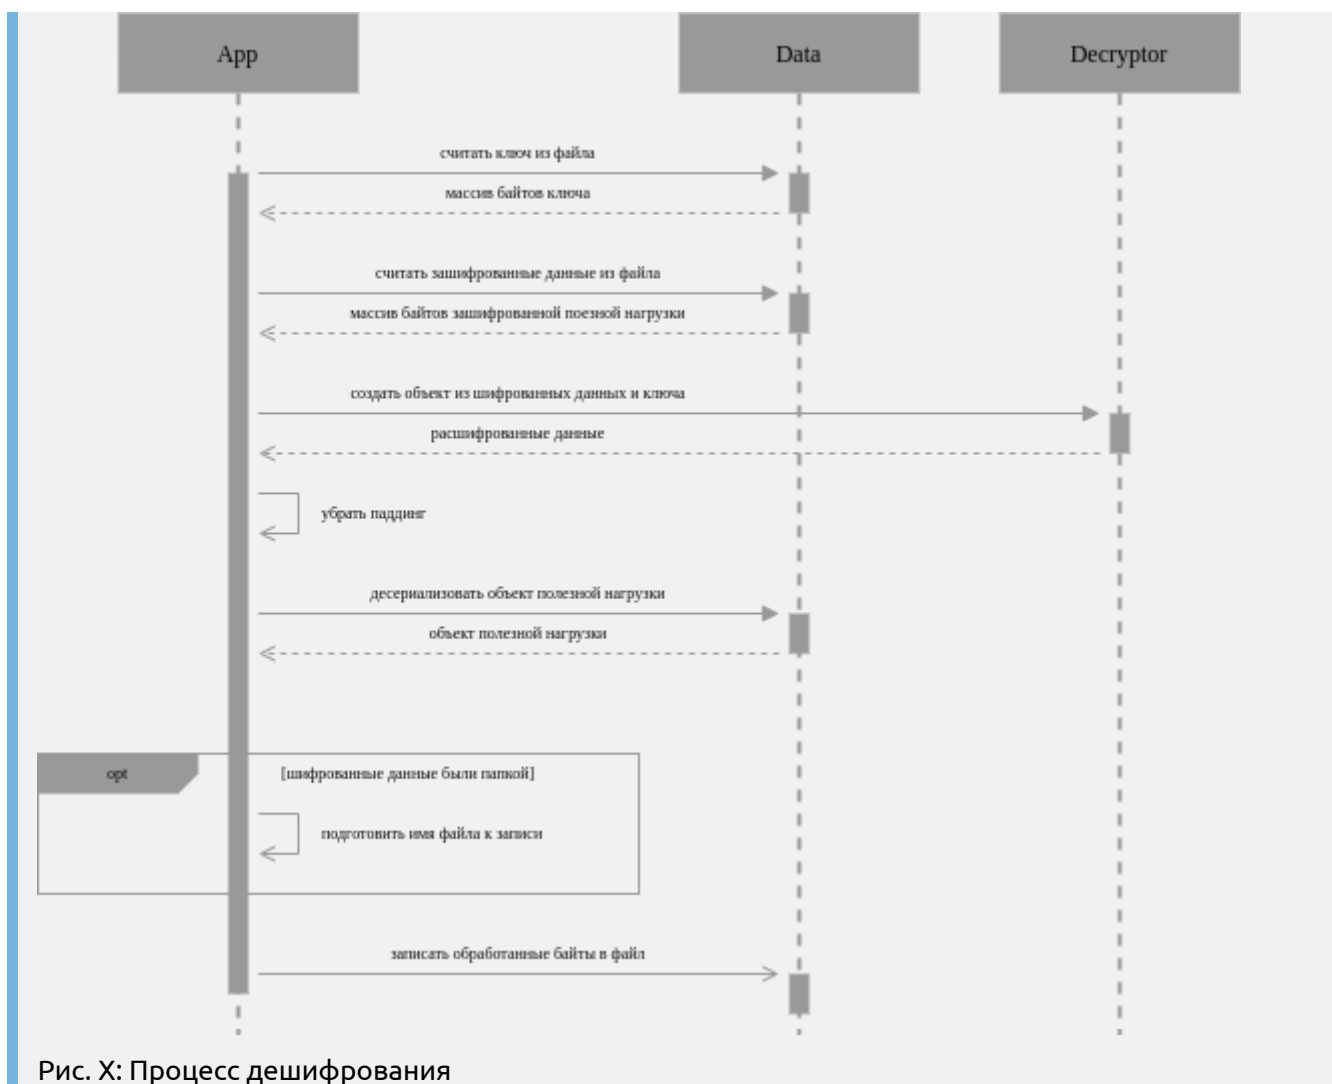 App
Data
Decryptor
считать ключ из файла
массив байтов ключа
считать зашифрованные данные из файла
массив байтов зашифрованной поезной нагрузки
создать объект из шифрованных данных и ключа
расшифрованные данные
убрать паддинг
десериализовать объект полезной нагрузки
объект полезной нагрузки
opt
[шифрованные данные были папкой]
подготовить имя файла к записи
записать обработанные байты в файл
Рис. X: Процесс дешифрования